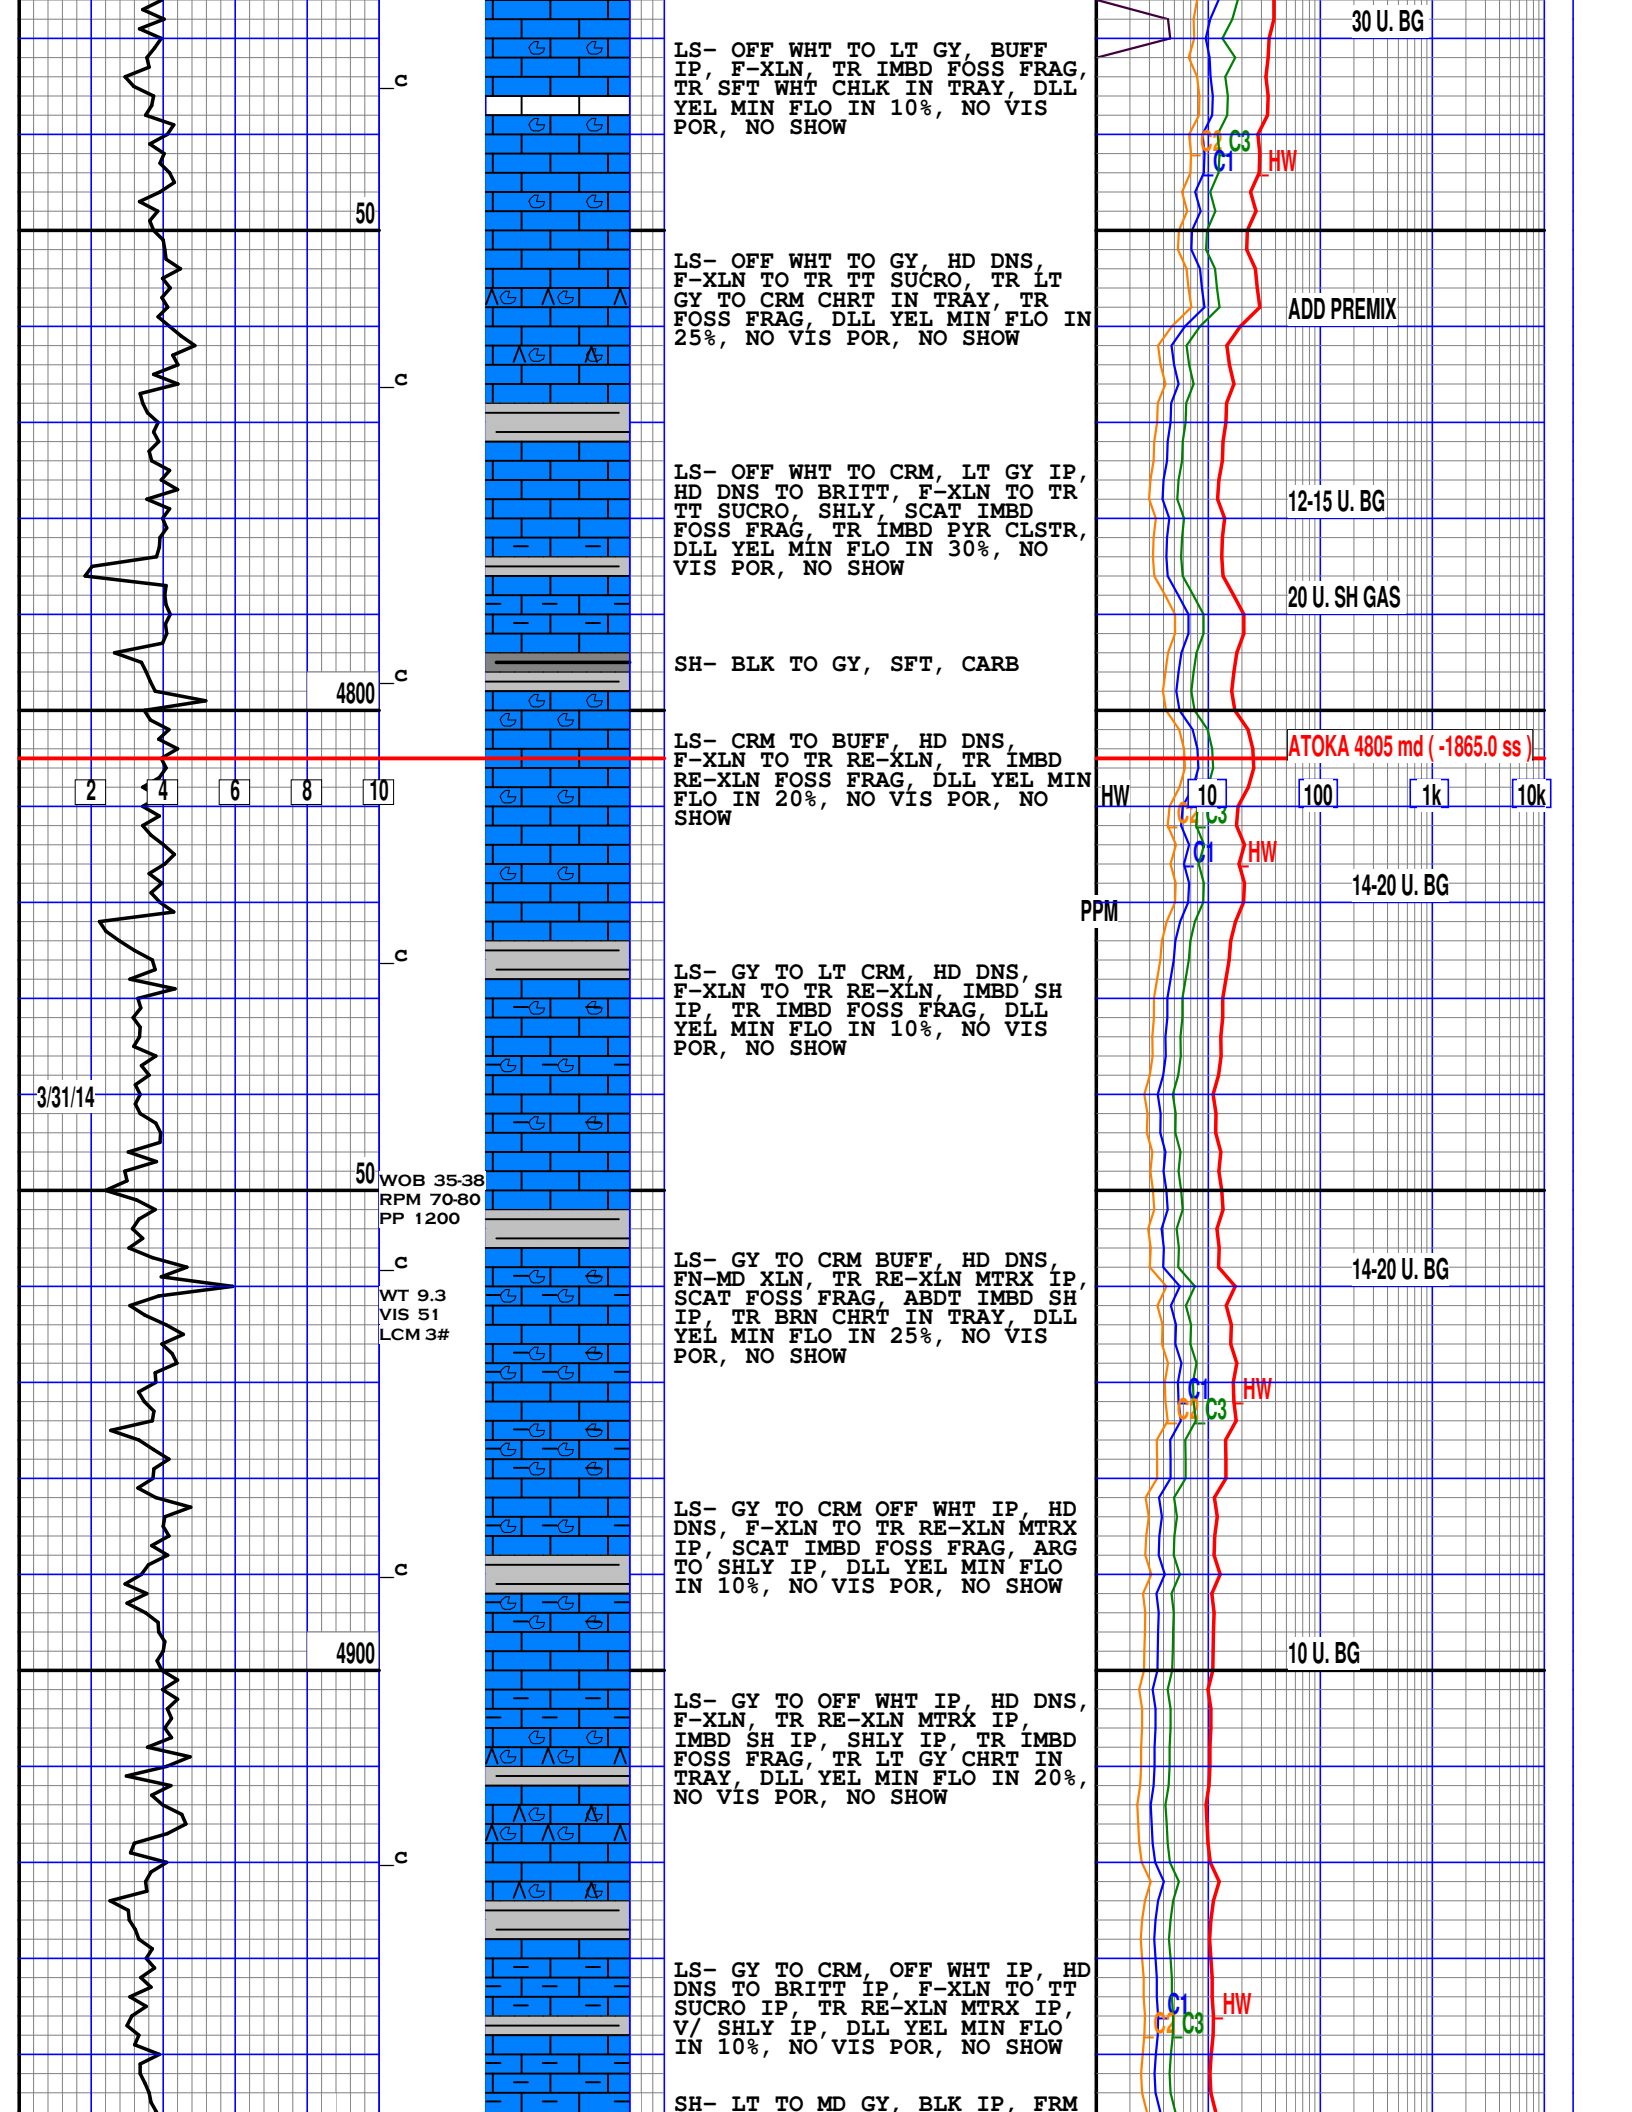 30 U. BG
LS- OFF WHT TO LT GY, BUFF
IP, F-XLN, TR IMBD FOSS FRAG,
TR SFT WHT CHLK IN TRAY, DLL
YEL MIN FLO IN 10%, NO VIS
POR, NO SHOW
C
C2 C3
C1 HW
50
LS- OFF WHT TO GY, HD DNS,
F-XLN TO TR TT SUCRO, TR LT
GY TO CRM CHRT IN TRAY, TR
FOSS FRAG, DLL YEL MIN FLO IN
25%, NO VIS POR, NO SHOW
ADD PREMIX
C
LS- OFF WHT TO CRM, LT GY IP,
HD DNS TO BRITT, F-XLN TO TR
TT SUCRO, SHLY, SCAT IMBD
FOSS FRAG, TR IMBD PYR CLSTR,
DLL YEL MIN FLO IN 30%, NO
VIS POR, NO SHOW
12-15 U. BG
20 U. SH GAS
SH- BLK TO GY, SFT, CARB
C
4800
LS- CRM TO BUFF, HD DNS,
F-XLN TO TR RE-XLN, TR IMBD
RE-XLN FOSS FRAG, DLL YEL MIN
FLO IN 20%, NO VIS POR, NO
SHOW
ATOKA 4805 md ( -1865.0 ss )
2 4 6 8 10
HW 10 100 1k 10k
C2 C3
C1 HW
14-20 U. BG
PPM
C
LS- GY TO LT CRM, HD DNS,
F-XLN TO TR RE-XLN, IMBD SH
IP, TR IMBD FOSS FRAG, DLL
YEL MIN FLO IN 10%, NO VIS
POR, NO SHOW
3/31/14
50
WOB 35-38
RPM 70-80
PP 1200
C
WT 9.3
VIS 51
LCM 3#
LS- GY TO CRM BUFF, HD DNS,
FN-MD XLN, TR RE-XLN MTRX IP,
SCAT FOSS FRAG, ABDT IMBD SH
IP, TR BRN CHRT IN TRAY, DLL
YEL MIN FLO IN 25%, NO VIS
POR, NO SHOW
14-20 U. BG
C1 HW
C2 C3
LS- GY TO CRM OFF WHT IP, HD
DNS, F-XLN TO TR RE-XLN MTRX
IP, SCAT IMBD FOSS FRAG, ARG
TO SHLY IP, DLL YEL MIN FLO
IN 10%, NO VIS POR, NO SHOW
C
4900
10 U. BG
LS- GY TO OFF WHT IP, HD DNS,
F-XLN, TR RE-XLN MTRX IP,
IMBD SH IP, SHLY IP, TR IMBD
FOSS FRAG, TR LT GY CHRT IN
TRAY, DLL YEL MIN FLO IN 20%,
NO VIS POR, NO SHOW
C
LS- GY TO CRM, OFF WHT IP, HD
DNS TO BRITT IP, F-XLN TO TT
SUCRO IP, TR RE-XLN MTRX IP,
V/ SHLY IP, DLL YEL MIN FLO
IN 10%, NO VIS POR, NO SHOW
C1 HW
C2 C3
SH- LT TO MD GY, BLK IP, FRM